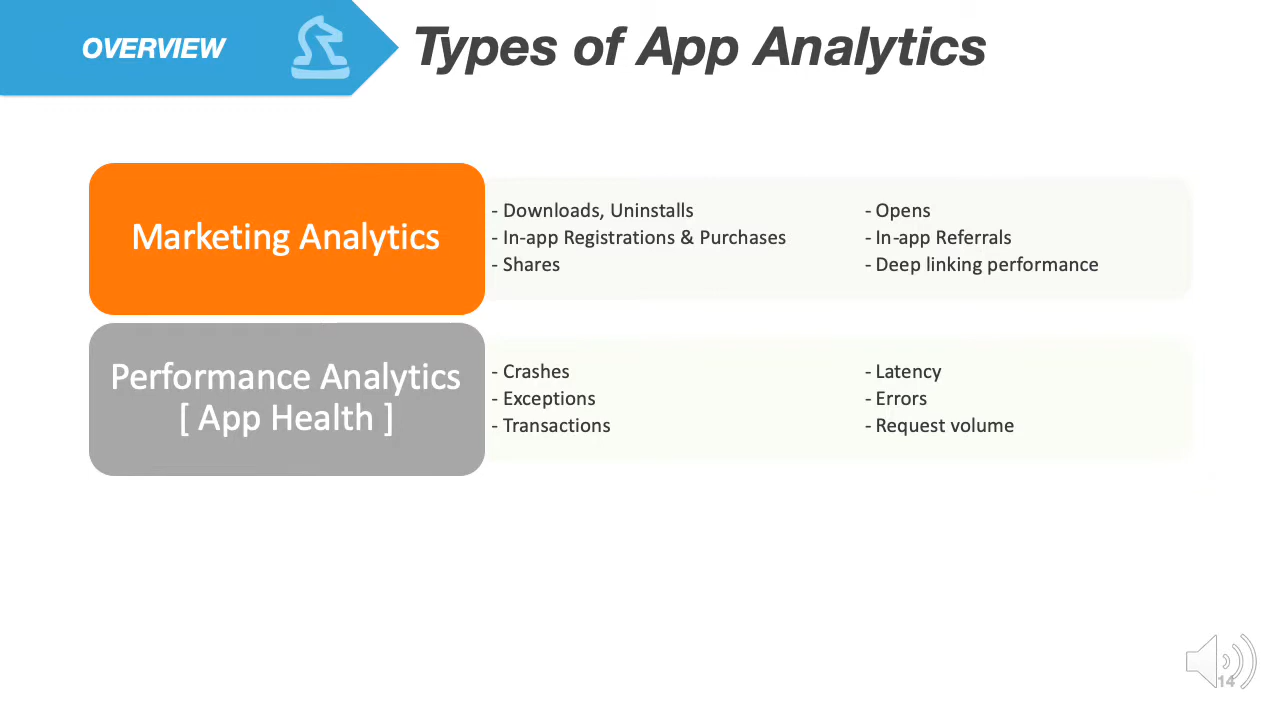 OVERVIEW
Types of App Analytics
Marketing Analytics
- Downloads, Uninstalls
- In-app Registrations & Purchases
- Shares
- Opens
- In-app Referrals
- Deep linking performance
Performance Analytics
[ App Health ]
- Crashes
- Exceptions
- Transactions
- Latency
- Errors
- Request volume
14